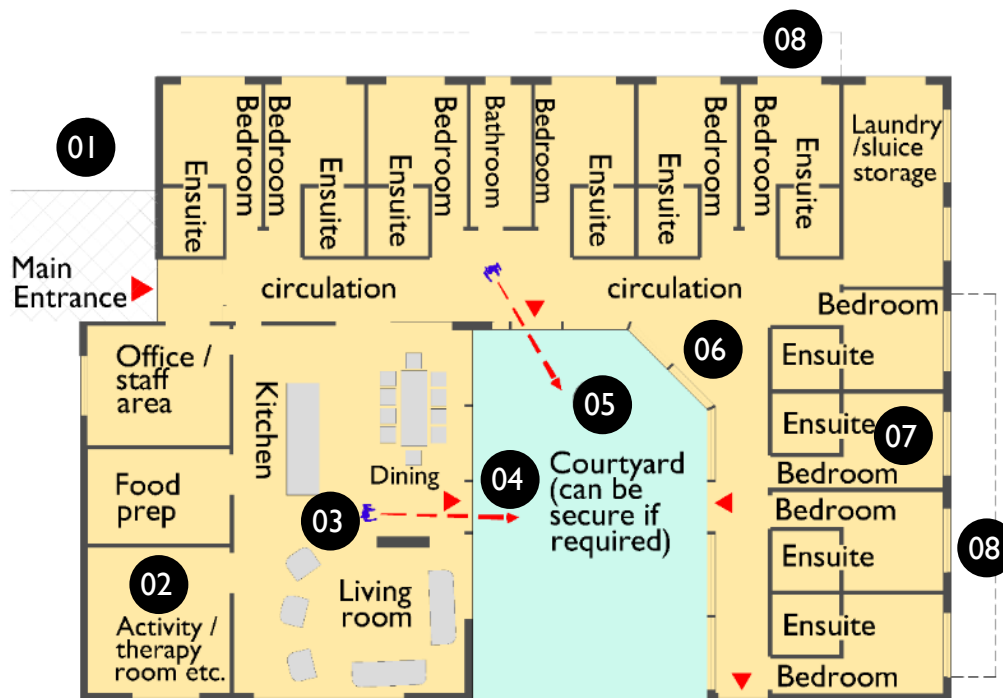 08
01
Bedroom
Bedroom
Bedroom
Bathroom
Bedroom
Bedroom
Bedroom
Ensuite
Ensuite
Ensuite
Ensuite
Ensuite
Ensuite
Laundry
/sluice
storage
Main
Entrance
circulation
circulation
Bedroom
06
Office /
staff
area
Kitchen
Ensuite
05
Ensuite
07
Dining
04
Courtyard
(can be
secure if
required)
Bedroom
Bedroom
Food
prep
03
08
02
Ensuite
Living
room
Activity /
therapy
room etc.
Ensuite
Bedroom